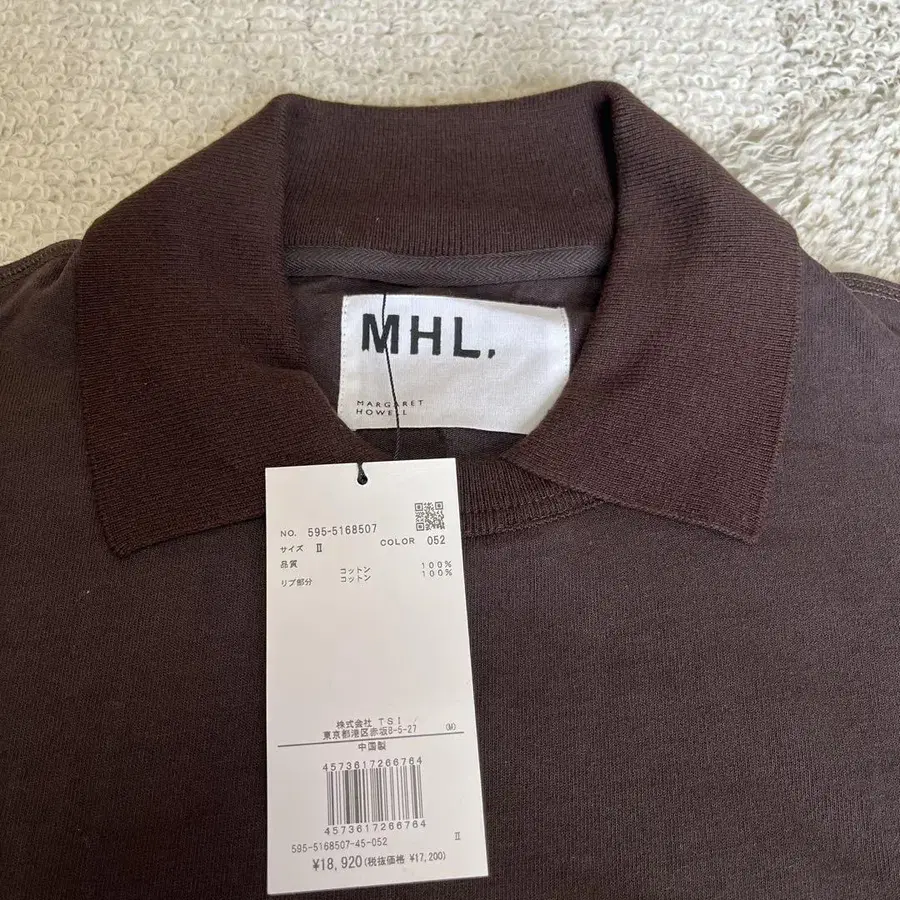 MHL.
MARGARET
HOWELL
NO. 595-5168507
サイズ Ⅱ COLOR 052
品質 コットン 100%
リブ部分 コットン 100%
株式会社 TSI
東京都港区赤坂8-5-27 (M)
中国製
4573617266764
4573617266764
595-5168507-45-052 Ⅱ
¥18,920(税抜価格 ¥17,200)